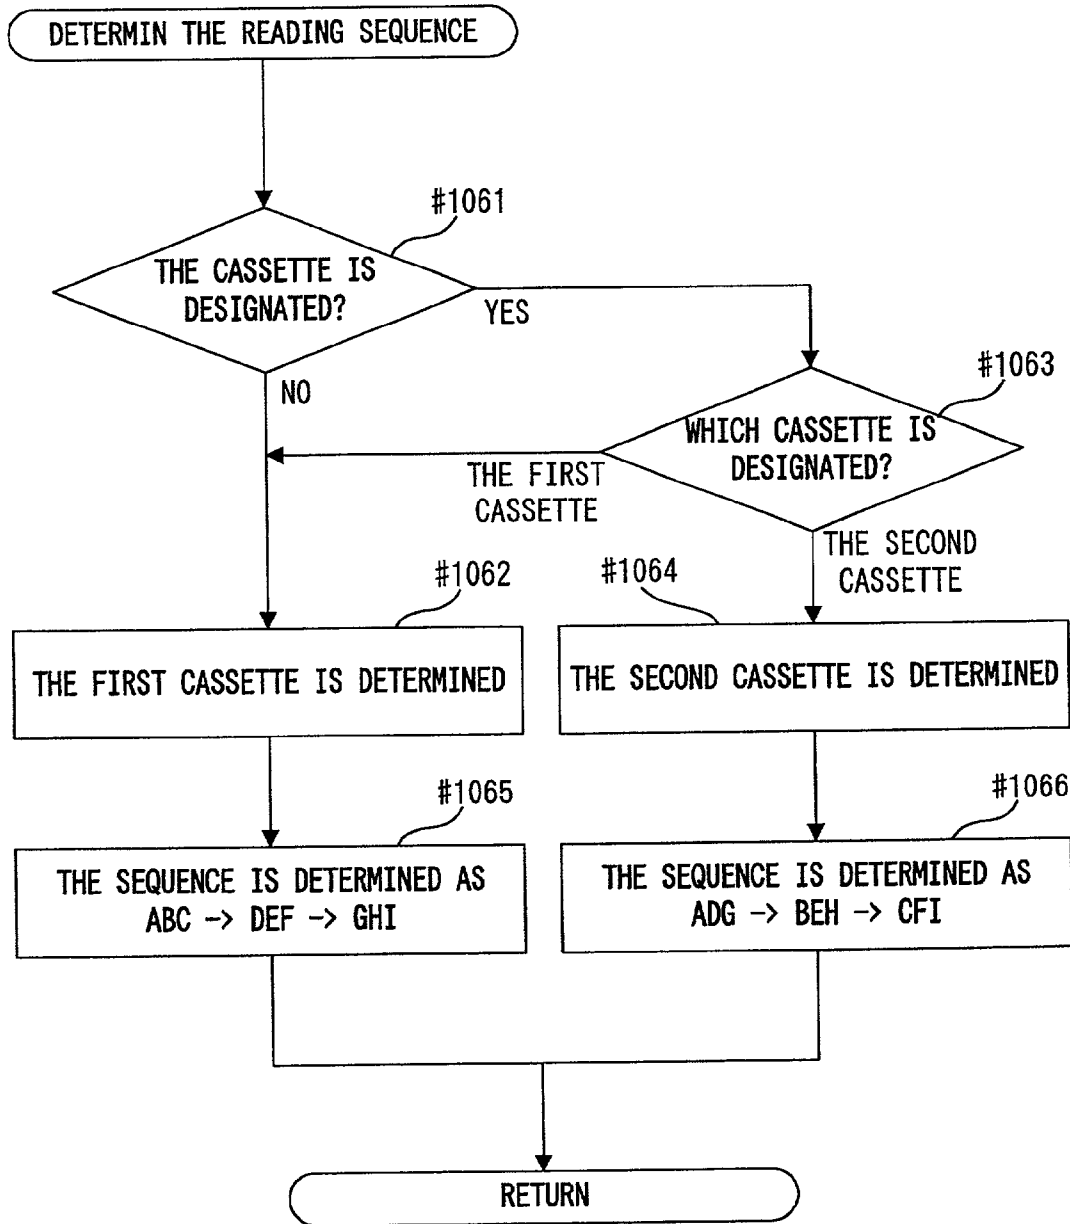 DETERMIN THE READING SEQUENCE
#1061
THE CASSETTE IS
DESIGNATED?
YES
NO
#1063
WHICH CASSETTE IS
DESIGNATED?
THE FIRST
CASSETTE
THE SECOND
CASSETTE
#1062
#1064
THE FIRST CASSETTE IS DETERMINED
THE SECOND CASSETTE IS DETERMINED
#1065
#1066
THE SEQUENCE IS DETERMINED AS
ABC -> DEF -> GHI
THE SEQUENCE IS DETERMINED AS
ADG -> BEH -> CFI
RETURN